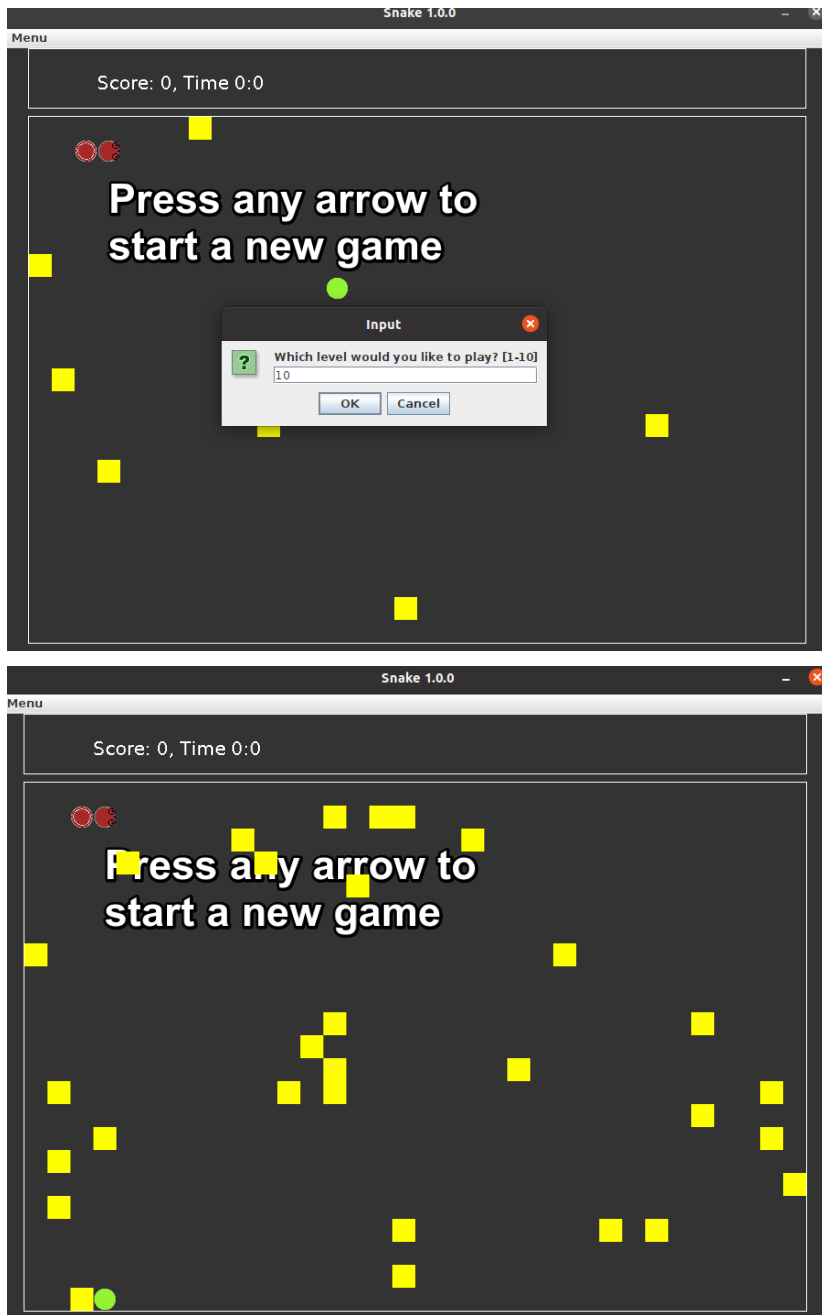 Snake 1.0.0
Menu
Score: 0, Time 0:0
Press any arrow to
start a new game
Input
?
Which level would you like to play? [1-10]
10
OK Cancel
Snake 1.0.0
Menu
Score: 0, Time 0:0
Press any arrow to
start a new game